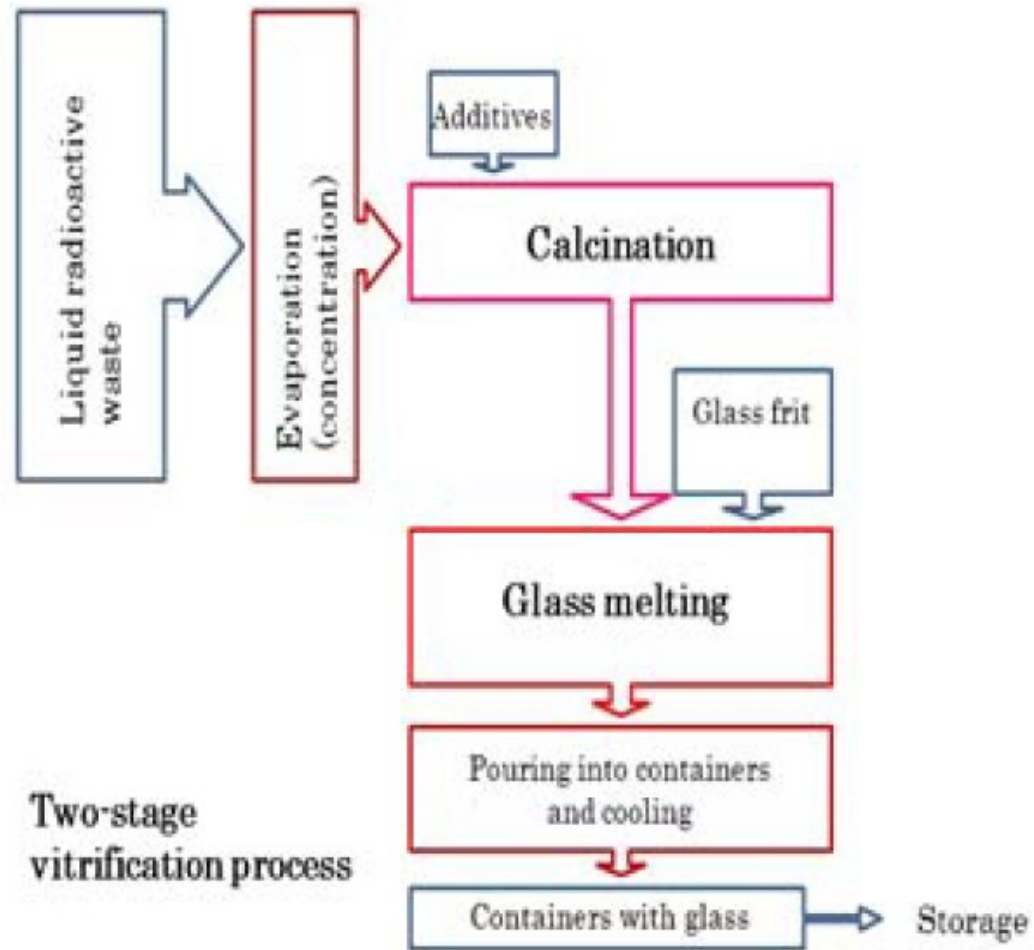 Liquid radioactive
waste
Evaporation
(concentration)
Additives
Calcination
Glass frit
Glass melting
Pouring into containers
and cooling
Two-stage
vitrification process
Containers with glass
Storage